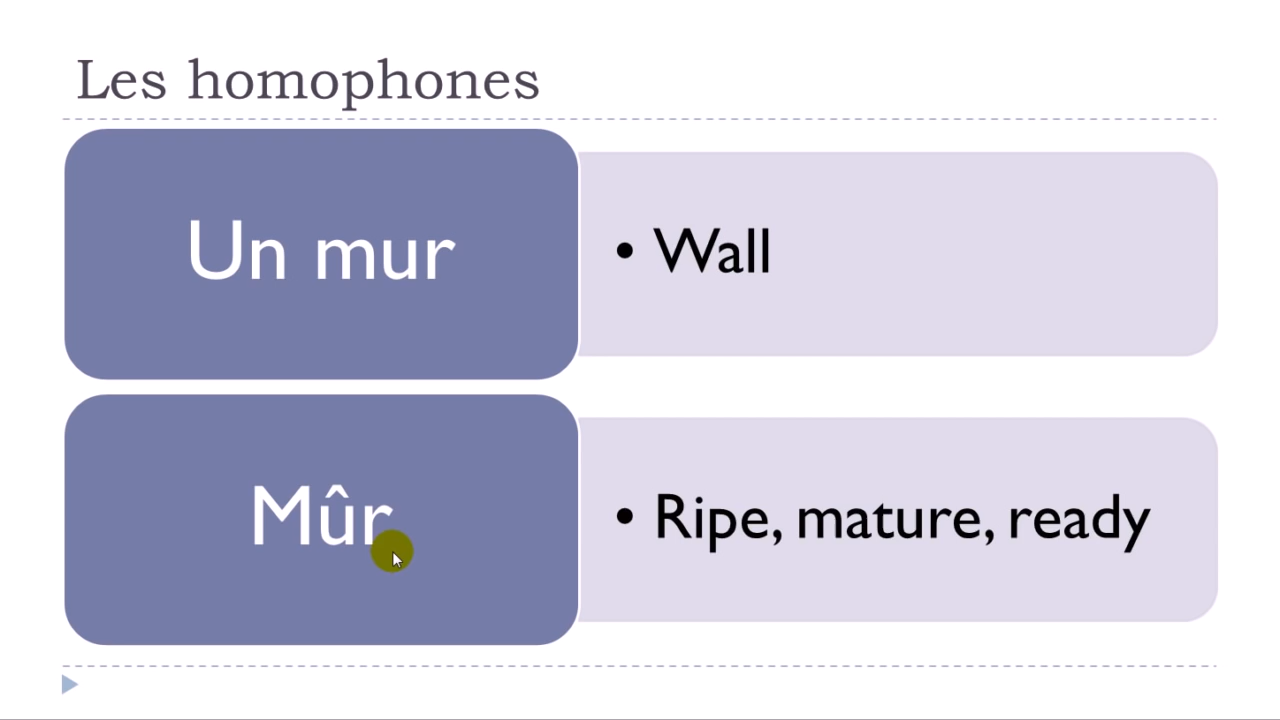 Les homophones
Un mur
• Wall
Mûr
• Ripe, mature, ready